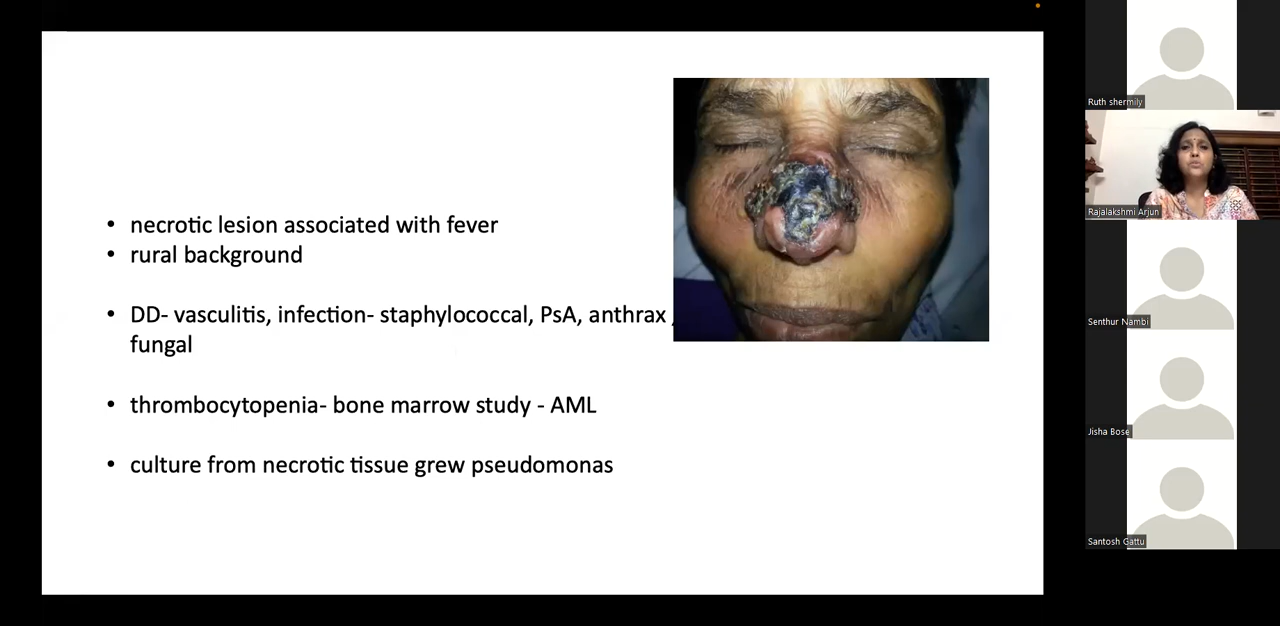 • necrotic lesion associated with fever
• rural background
• DD- vasculitis, infection- staphylococcal, PsA, anthrax ,
fungal
• thrombocytopenia- bone marrow study - AML
• culture from necrotic tissue grew pseudomonas
Ruth shermily
Rajalakshmi Arjun
Senthur Nambi
Jisha Bose
Santosh Gattu